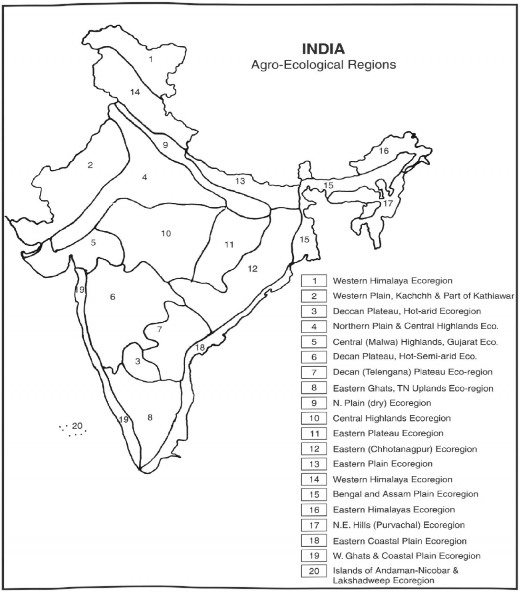 INDIA
Agro-Ecological Regions
1
14
9
2
4
13
16
15
17
10
5
11
15
12
19
6
7
18
3
8
19
20
1 Western Himalaya Ecoregion
2 Western Plain, Kachchh & Part of Kathiawar
3 Deccan Plateau, Hot-arid Ecoregion
4 Northern Plain & Central Highlands Eco.
5 Central (Malwa) Highlands, Gujarat Eco.
6 Decan Plateau, Hot-Semi-arid Eco.
7 Decan (Telengana) Plateau Eco-region
8 Eastern Ghats, TN Uplands Eco-region
9 N. Plain (dry) Ecoregion
10 Central Highlands Ecoregion
11 Eastern Plateau Ecoregion
12 Eastern (Chhotanagpur) Ecoregion
13 Eastern Plain Ecoregion
14 Western Himalaya Ecoregion
15 Bengal and Assam Plain Ecoregion
16 Eastern Himalayas Ecoregion
17 N.E. Hills (Purvachal) Ecoregion
18 Eastern Coastal Plain Ecoregion
19 W. Ghats & Coastal Plain Ecoregion
20 Islands of Andaman-Nicobar &
Lakshadweep Ecoregion